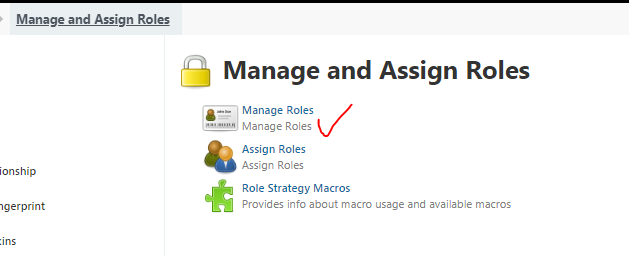 Manage and Assign Roles
Manage and Assign Roles
Manage Roles
Manage Roles
Assign Roles
Assign Roles
ionship
Role Strategy Macros
ngerprint
Provides info about macro usage and available macros
kins